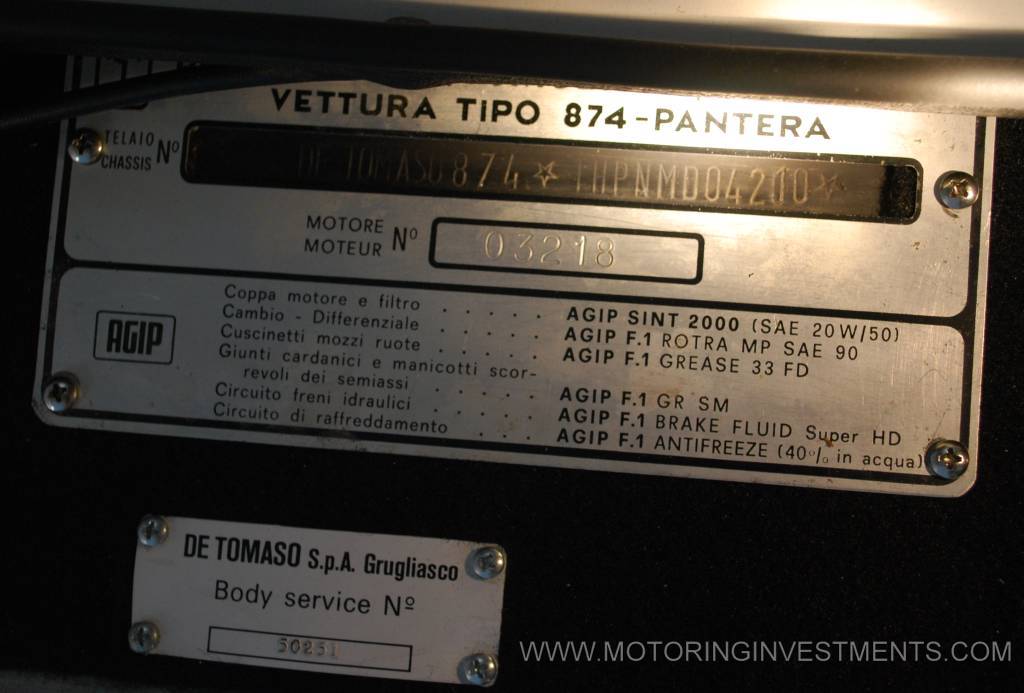 VETTURA TIPO 874-PANTERA
TELAIO
CHASSIS Nº
DE TOMASO 874 ☆ THPNMD04210 ☆
MOTORE
MOTEUR Nº
03218
AGIP
Coppa motore e filtro . . . . . AGIP SINT 2000 (SAE 20W/50)
Cambio - Differenziale . . . . . AGIP F.1 ROTRA MP SAE 90
Cuscinetti mozzi ruote . . . . . AGIP F.1 GREASE 33 FD
Giunti cardanici e manicotti scor-
revoli dei semiassi . . . . . AGIP F.1 GR SM
Circuito freni idraulici . . . . . AGIP F.1 BRAKE FLUID Super HD
Circuito di raffreddamento . . . . AGIP F.1 ANTIFREEZE (40% in acqua)
DE TOMASO S.p.A. Grugliasco
Body service Nº
50251
WWW.MOTORINGINVESTMENTS.COM